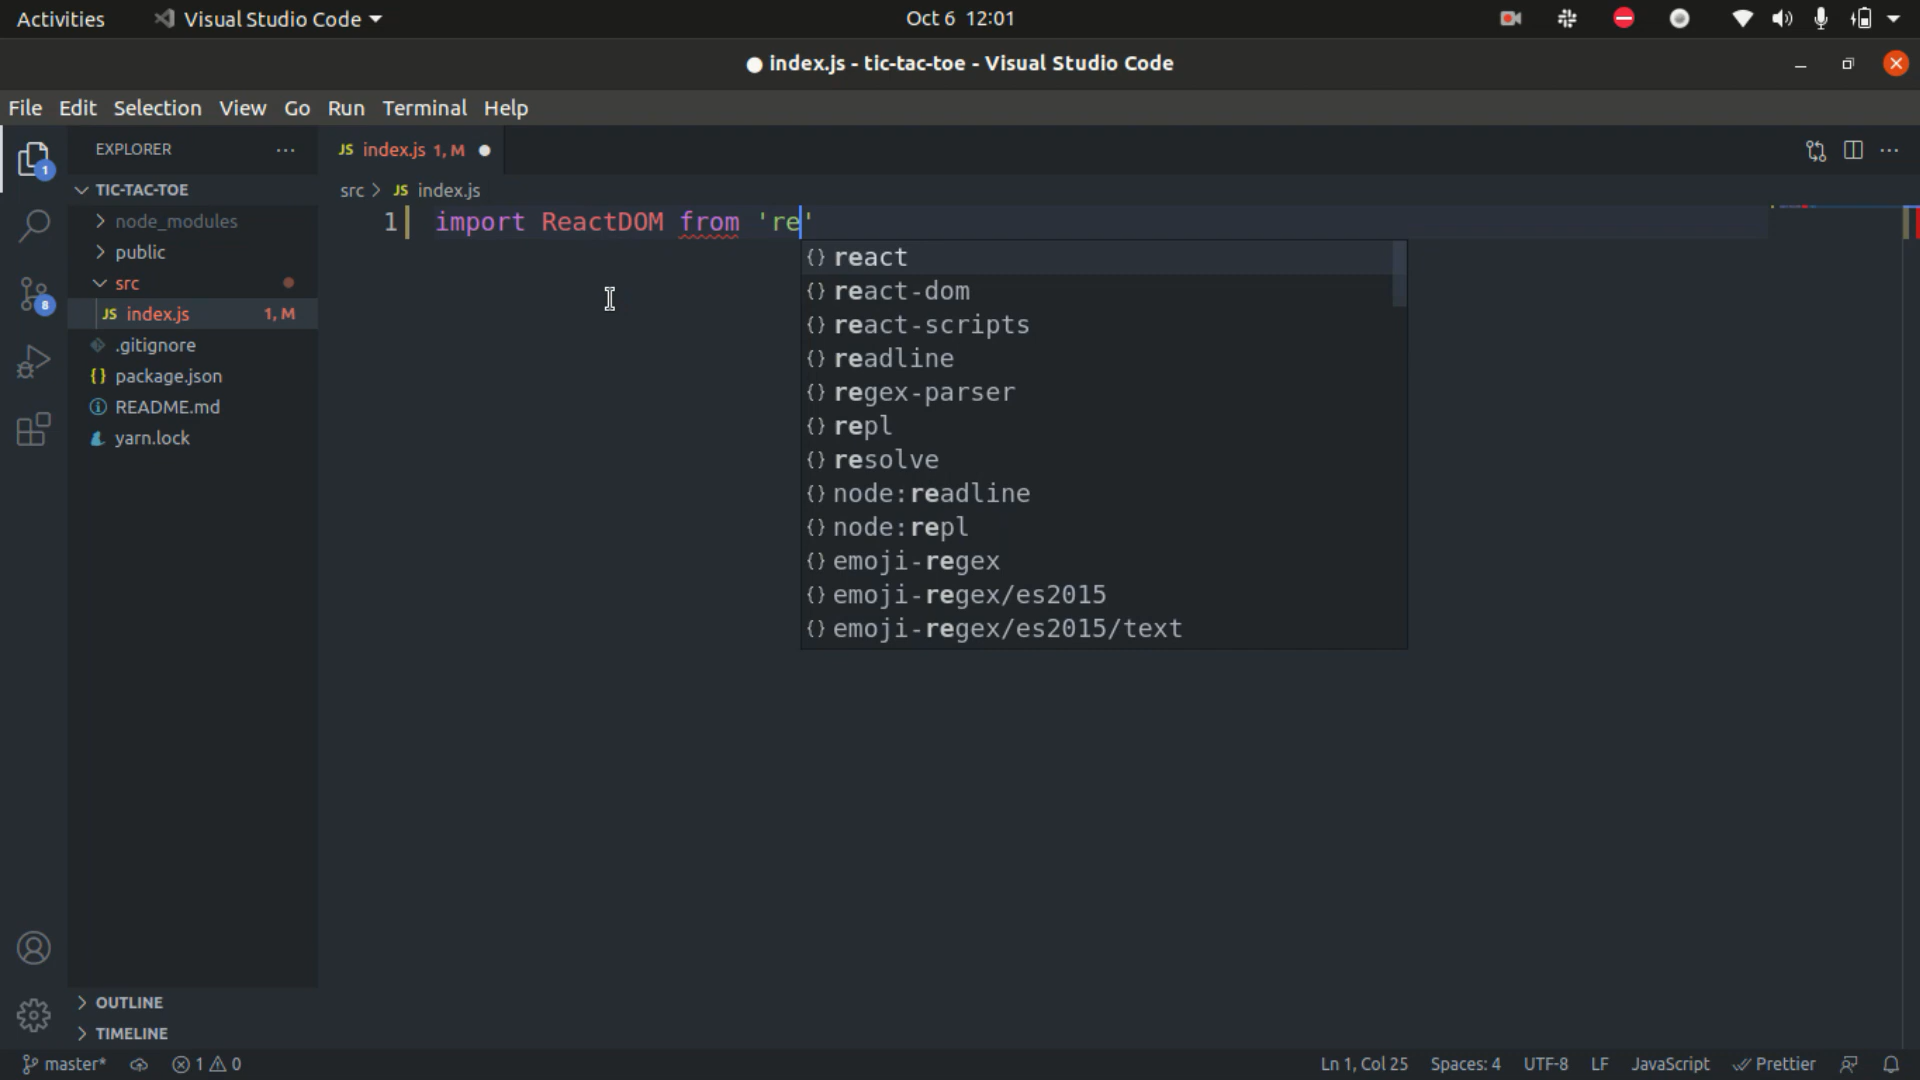 Activities
Visual Studio Code
Oct 6 12:01
index.js - tic-tac-toe - Visual Studio Code
File Edit Selection View Go Run Terminal Help
EXPLORER
JS index.js 1, M
1
TIC-TAC-TOE
src > JS index.js
node_modules
1 import ReactDOM from 're'
public
src
JS index.js 1, M
8
.gitignore
{} package.json
README.md
yarn.lock
{} react
{} react-dom
{} react-scripts
{} readline
{} regex-parser
{} repl
{} resolve
{} node:readline
{} node:repl
{} emoji-regex
{} emoji-regex/es2015
{} emoji-regex/es2015/text
OUTLINE
TIMELINE
master* 1 0 Ln 1, Col 25 Spaces: 4 UTF-8 LF JavaScript Prettier